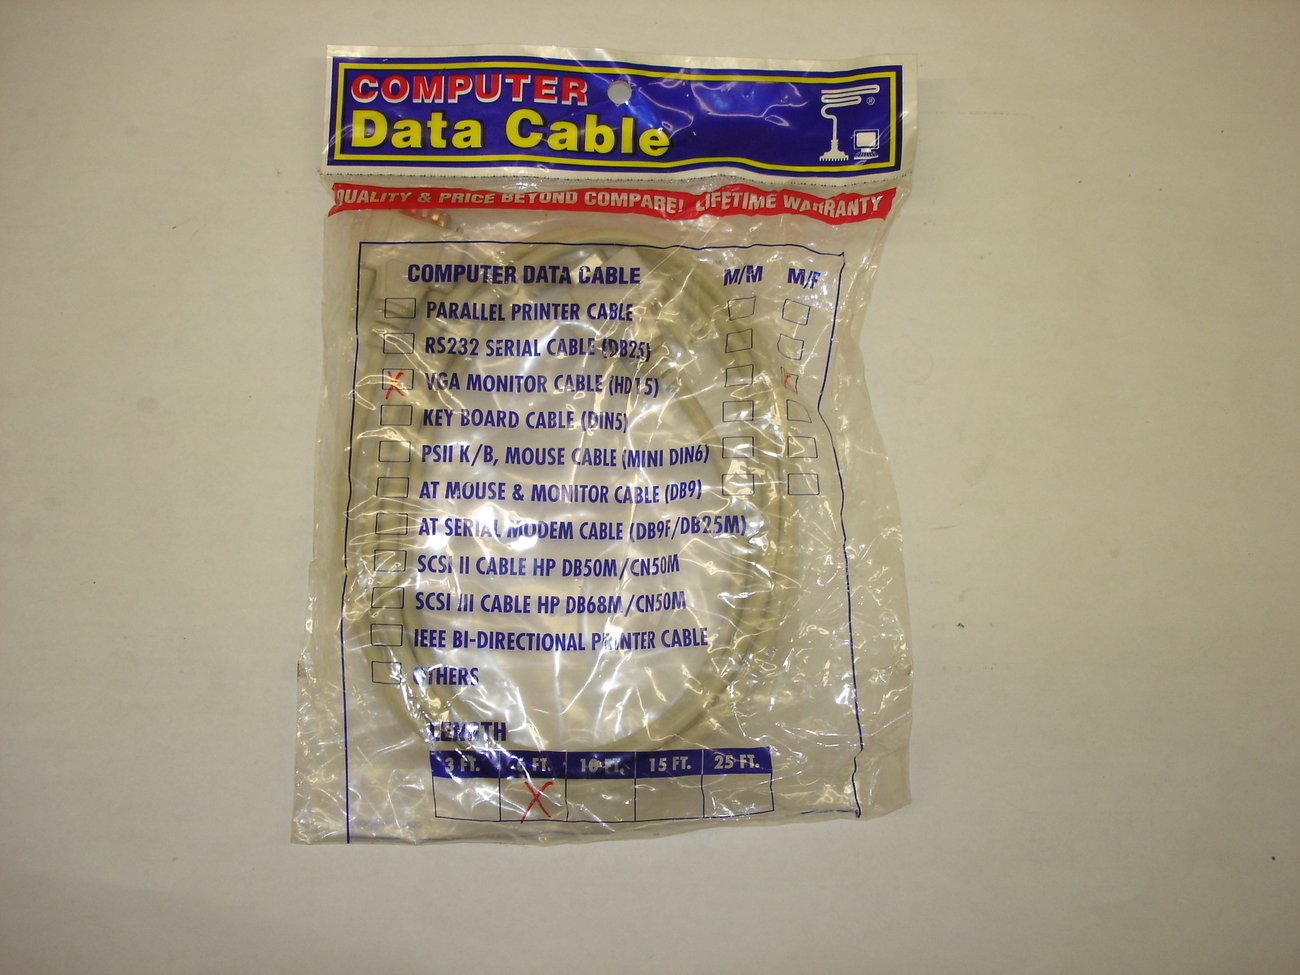 COMPUTER
Data Cable
®
QUALITY & PRICE BEYOND COMPARE! LIFETIME WARRANTY
COMPUTER DATA CABLE M/M M/F
PARALLEL PRINTER CABLE
RS232 SERIAL CABLE (DB25)
X VGA MONITOR CABLE (HD15)
KEY BOARD CABLE (DIN5)
PSII K/B, MOUSE CABLE (MINI DIN6)
AT MOUSE & MONITOR CABLE (DB9)
AT SERIAL MODEM CABLE (DB9F/DB25M)
SCSI II CABLE HP DB50M/CN50M
SCSI III CABLE HP DB68M/CN50M
IEEE BI-DIRECTIONAL PRINTER CABLE
OTHERS
LENGTH
3 FT. 6 FT. 10 FT. 15 FT. 25 FT.
X